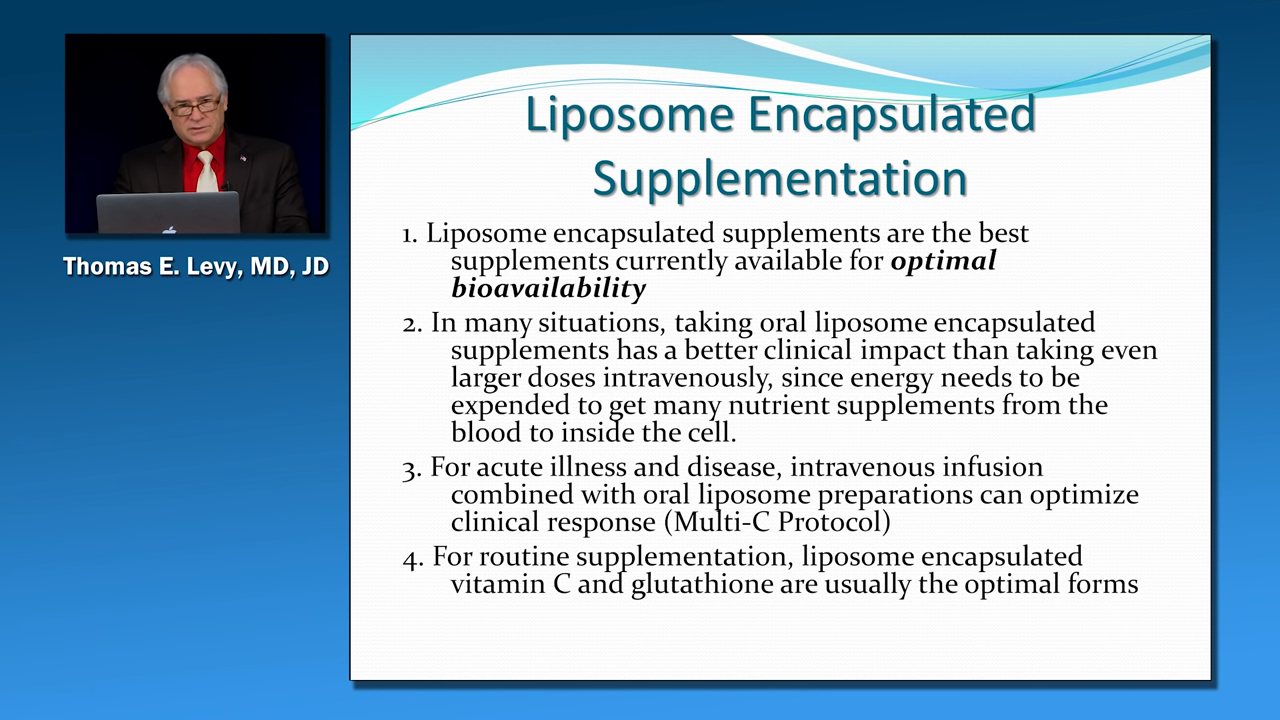 Thomas E. Levy, MD, JD
Liposome Encapsulated
Supplementation
1. Liposome encapsulated supplements are the best
supplements currently available for optimal
bioavailability
2. In many situations, taking oral liposome encapsulated
supplements has a better clinical impact than taking even
larger doses intravenously, since energy needs to be
expended to get many nutrient supplements from the
blood to inside the cell.
3. For acute illness and disease, intravenous infusion
combined with oral liposome preparations can optimize
clinical response (Multi-C Protocol)
4. For routine supplementation, liposome encapsulated
vitamin C and glutathione are usually the optimal forms